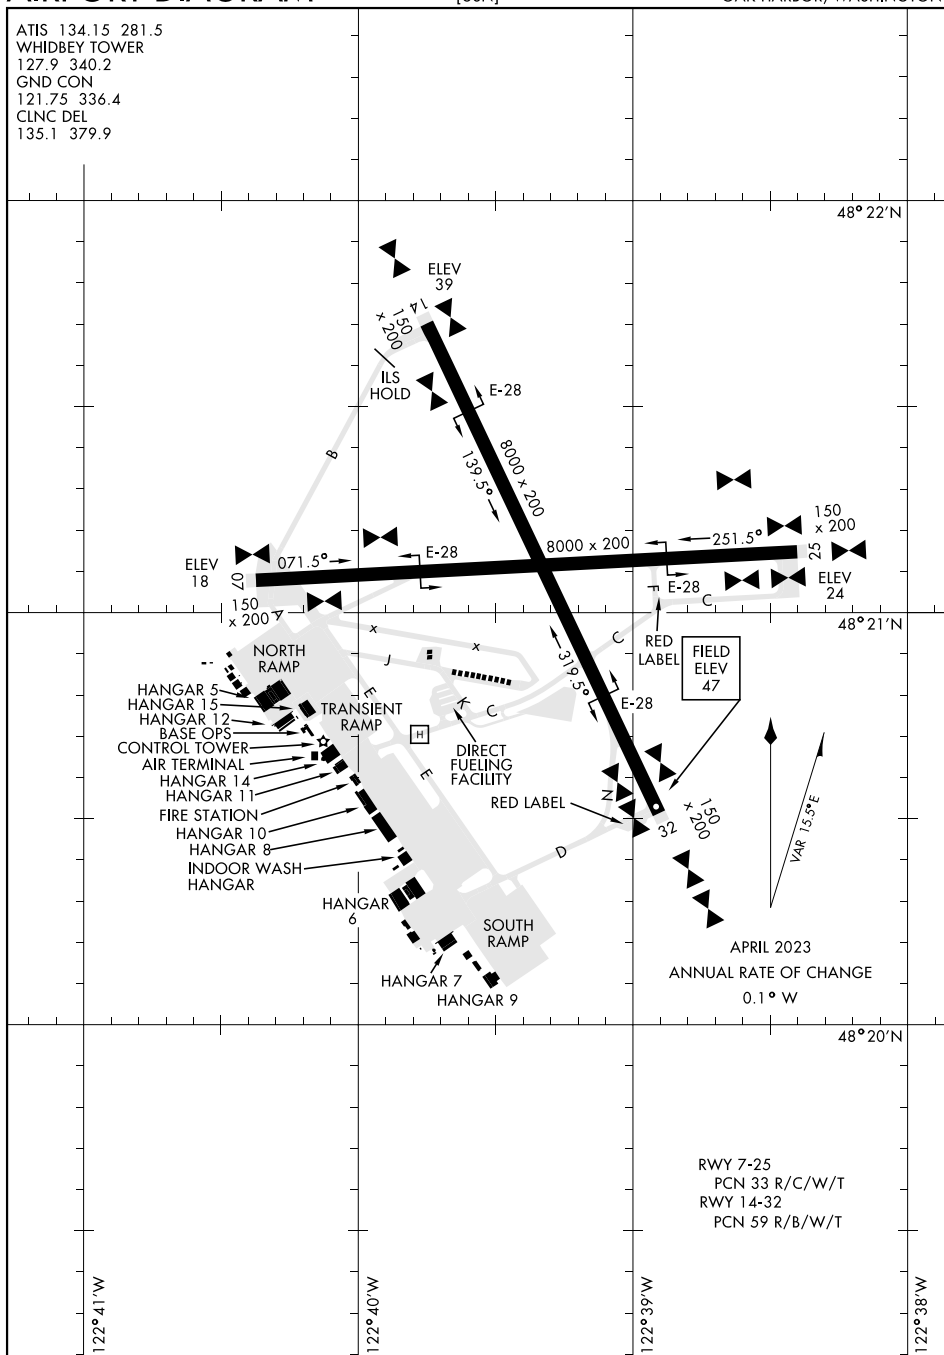 ATIS 134.15 281.5
WHIDBEY TOWER
127.9 340.2
GND CON
121.75 336.4
CLNC DEL
135.1 379.9
48°22'N
ELEV
39
14
150
x 200
ILS
HOLD
E-28
B
139.5°
8000 x 200
150
x 200
251.5°
8000 x 200
25
E-28
071.5°
ELEV
18
07
E-28
ELEV
24
F
C
150
x 200
A
48°21'N
x
x
C
RED
LABEL
FIELD
ELEV
47
NORTH
RAMP
J
319.5°
E
K
C
E-28
HANGAR 5
HANGAR 15
TRANSIENT
RAMP
HANGAR 12
BASE OPS
H
CONTROL TOWER
DIRECT
FUELING
FACILITY
AIR TERMINAL
E
HANGAR 14
HANGAR 11
RED LABEL
N
FIRE STATION
150
x 200
HANGAR 10
32
VAR 15.5°E
HANGAR 8
D
INDOOR WASH
HANGAR
HANGAR
6
SOUTH
RAMP
APRIL 2023
ANNUAL RATE OF CHANGE
0.1° W
HANGAR 7
HANGAR 9
48°20'N
RWY 7-25
PCN 33 R/C/W/T
RWY 14-32
PCN 59 R/B/W/T
122°41'W
122°40'W
122°39'W
122°38'W